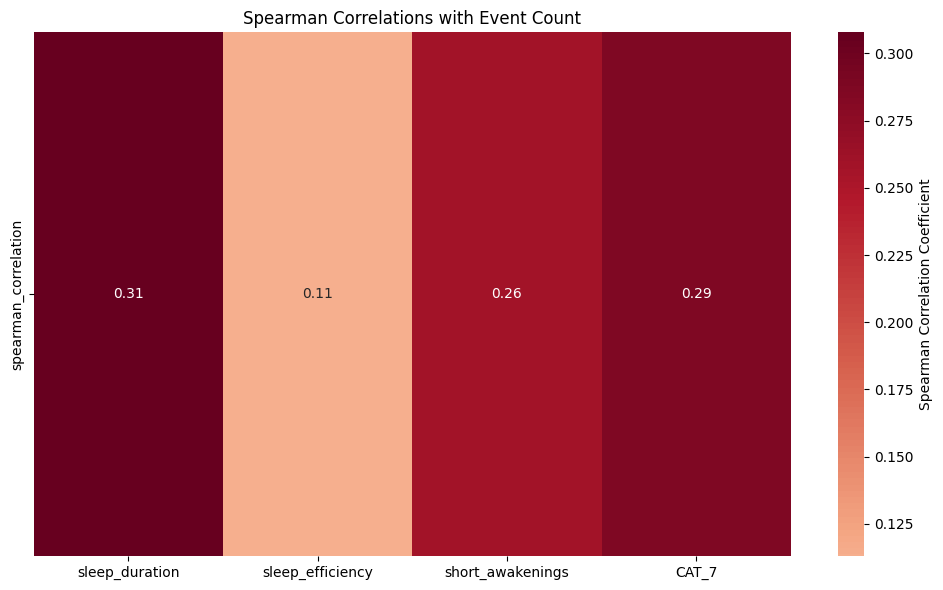 Spearman Correlations with Event Count
spearman_correlation
0.31
0.11
0.26
0.29
sleep_duration
sleep_efficiency
short_awakenings
CAT_7
0.300
0.275
0.250
0.225
0.200
0.175
0.150
0.125
Spearman Correlation Coefficient